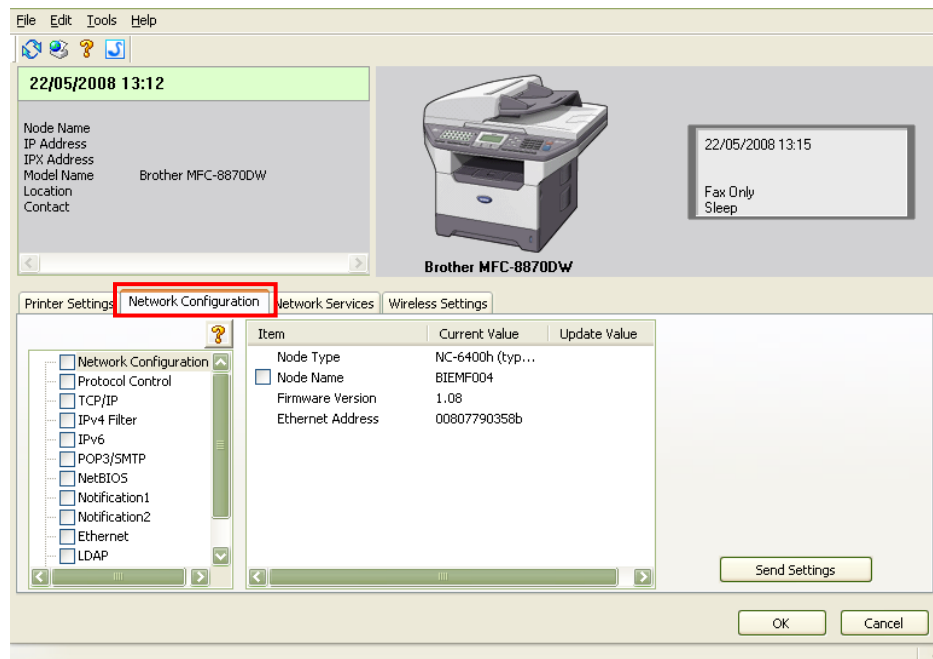 File Edit Tools Help
22/05/2008 13:12
Node Name
IP Address
IPX Address
Model Name Brother MFC-8870DW
Location
Contact
22/05/2008 13:15
Fax Only
Sleep
Brother MFC-8870DW
Printer Settings Network Configuration Network Services Wireless Settings
Item Current Value Update Value
Network Configuration
Protocol Control
TCP/IP
IPv4 Filter
IPv6
POP3/SMTP
NetBIOS
Notification1
Notification2
Ethernet
LDAP
Node Type NC-6400h (typ...
Node Name BIEMF004
Firmware Version 1.08
Ethernet Address 00807790358b
Send Settings
OK Cancel